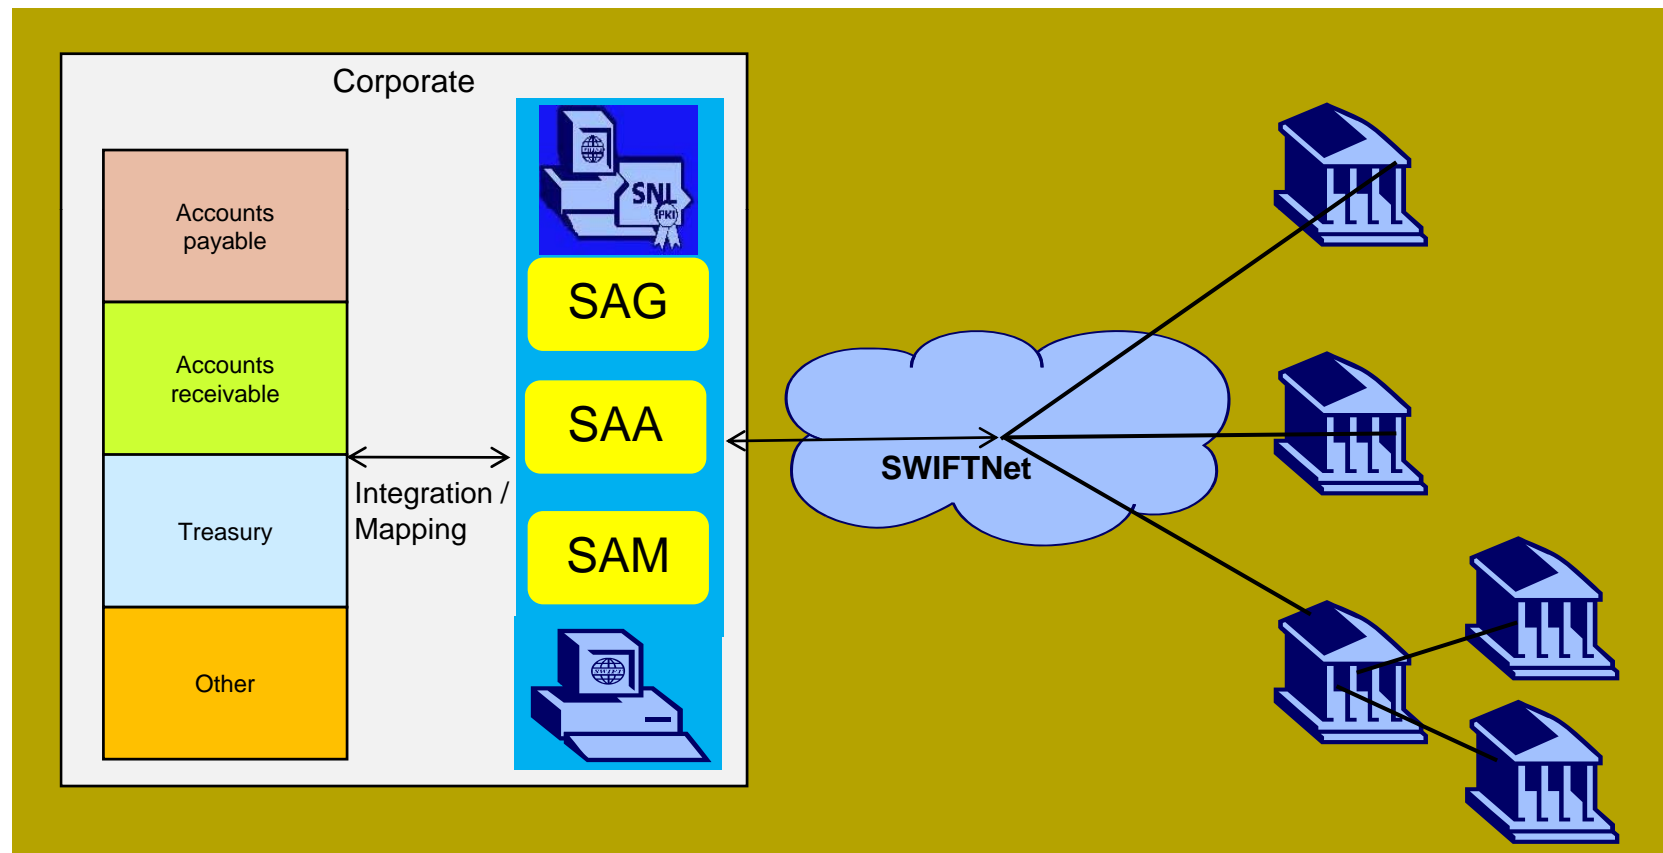 Corporate
Accounts
payable
Accounts
receivable
Treasury
Other
Integration /
Mapping
SNL
PKI
SAG
SAA
SAM
SWIFTNet